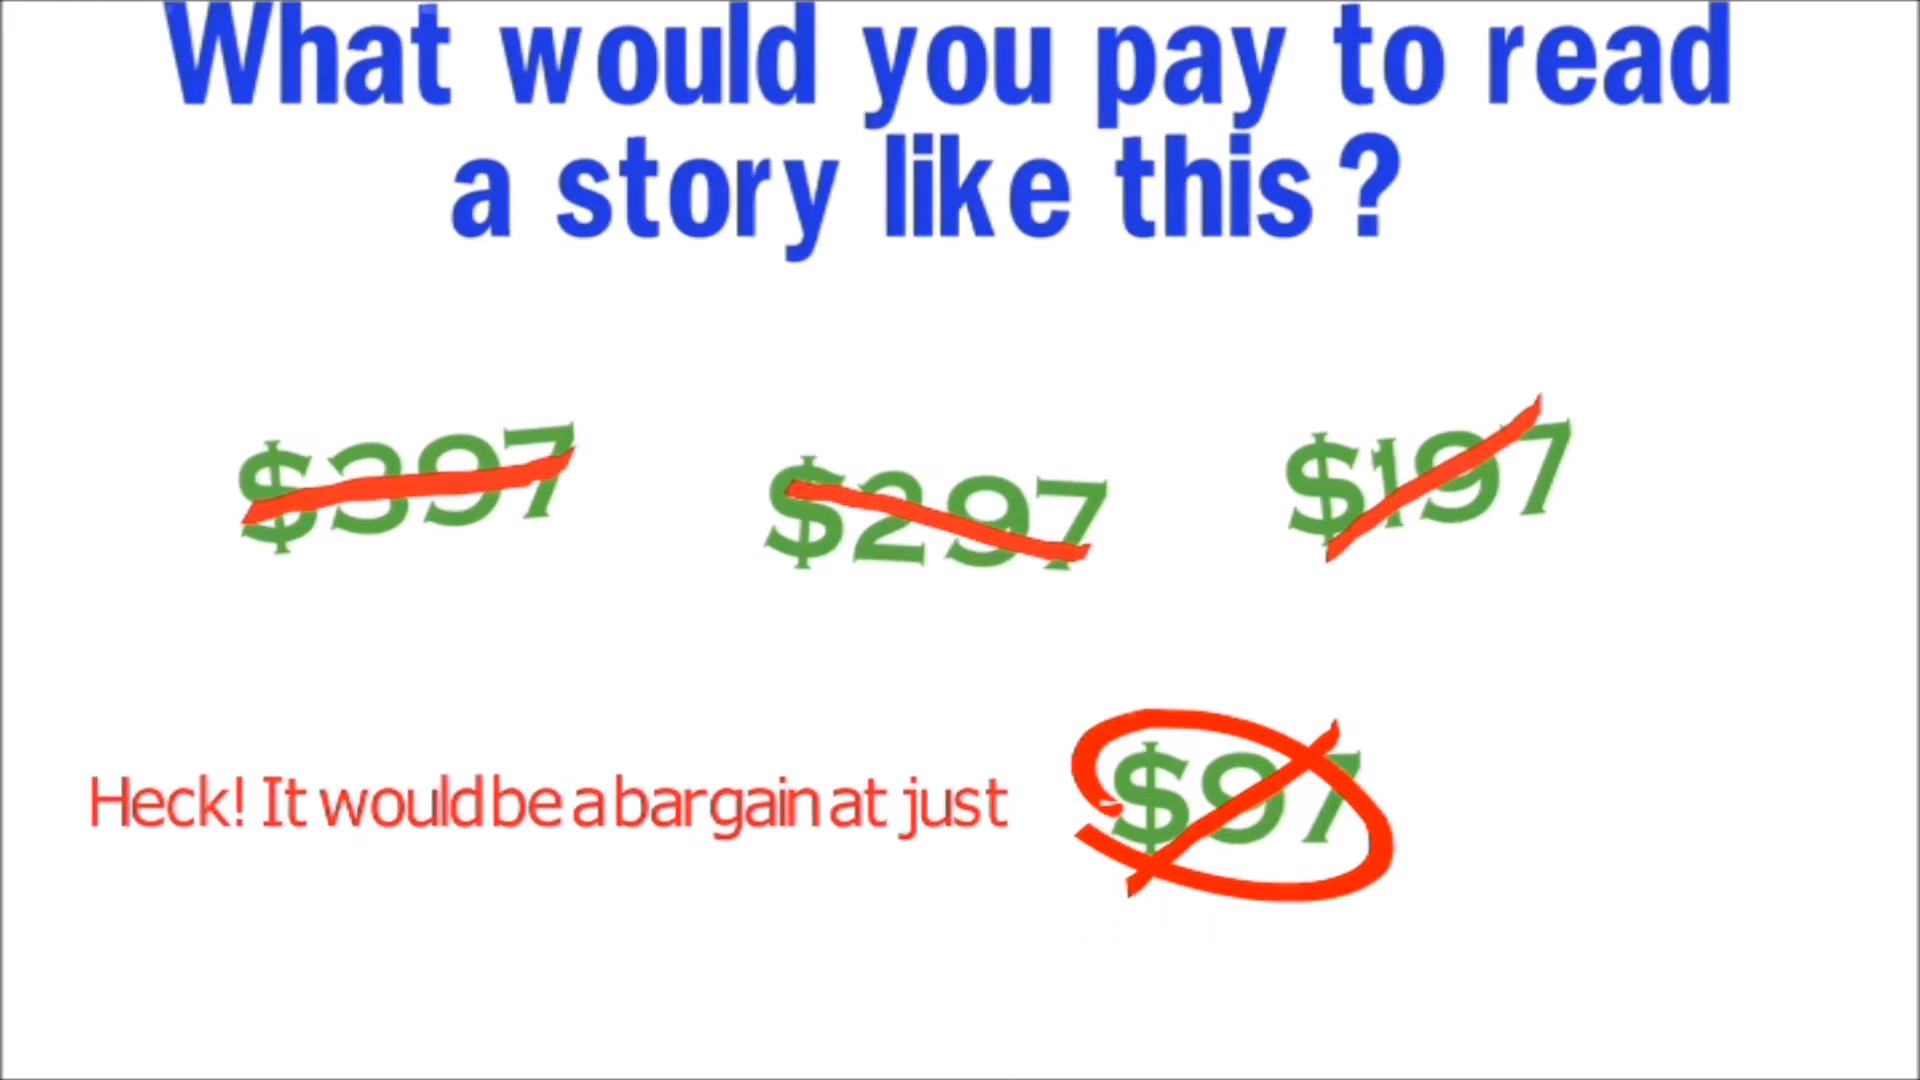 What would you pay to read
a story like this?
$397 $297 $197
Heck! It would be a bargain at just $97